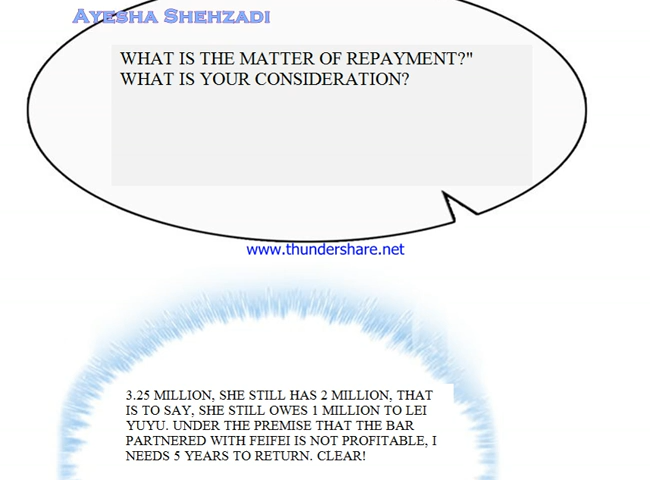 AYESHA SHEHZADI
WHAT IS THE MATTER OF REPAYMENT?"
WHAT IS YOUR CONSIDERATION?
www.thundershare.net
3.25 MILLION, SHE STILL HAS 2 MILLION, THAT
IS TO SAY, SHE STILL OWES 1 MILLION TO LEI
YUYU. UNDER THE PREMISE THAT THE BAR
PARTNERED WITH FEIFEI IS NOT PROFITABLE, I
NEEDS 5 YEARS TO RETURN. CLEAR!